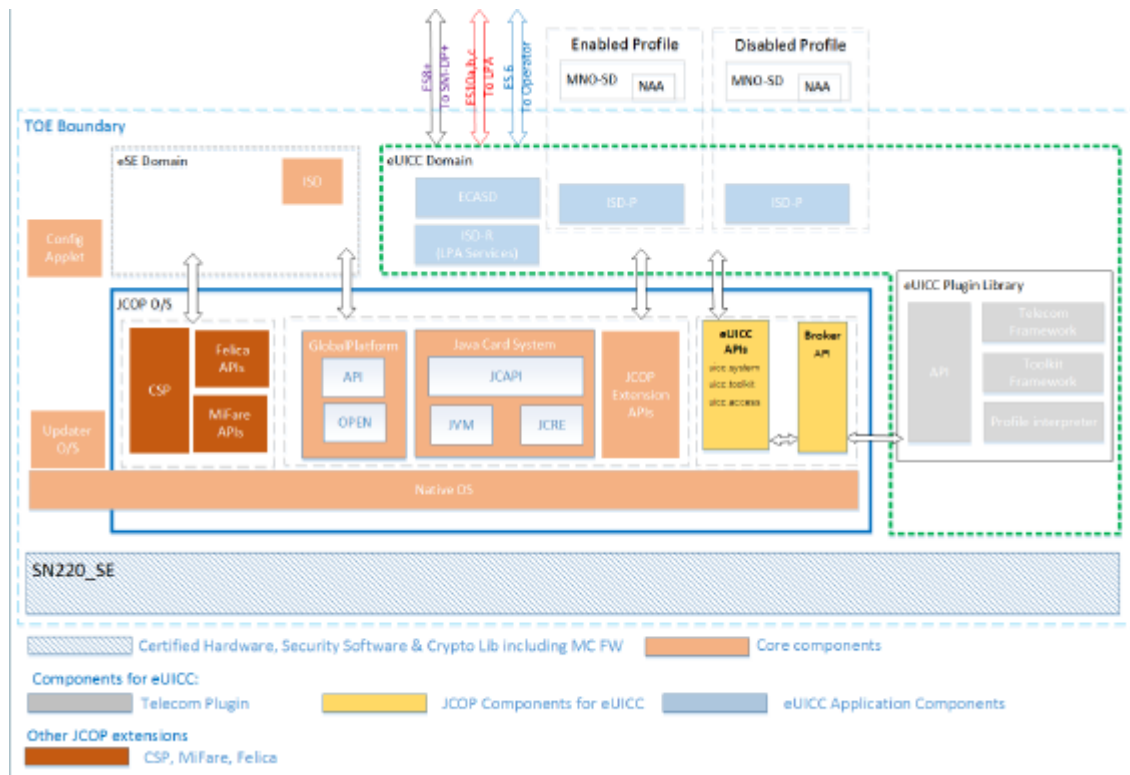 ES8+
To SM-DP+
ES10a,b,c
To LPA
ES 6
To Operator
Enabled Profile
MNO-SD
NAA
Disabled Profile
MNO-SD
NAA
TOE Boundary
eSE Domain
ISD
eUICC Domain
ECASD
ISD-R
(LPA Services)
ISD-P
ISD-P
Config
Applet
JCOP O/S
CSP
Felica
APIs
MiFare
APIs
GlobalPlatform
API
OPEN
Java Card System
JCAPI
JVM
JCRE
JCOP
Extension
APIs
eUICC
APIs
uicc system
uicc toolkit
uicc access
Broker
API
eUICC Plugin Library
API
Telecom
Framework
Toolkit
Framework
Profile interpreter
Updater
O/S
Native OS
SN220_SE
Certified Hardware, Security Software & Crypto Lib including MC FW
Core components
Components for eUICC:
Telecom Plugin
JCOP Components for eUICC
eUICC Application Components
Other JCOP extensions
CSP, MiFare, Felica